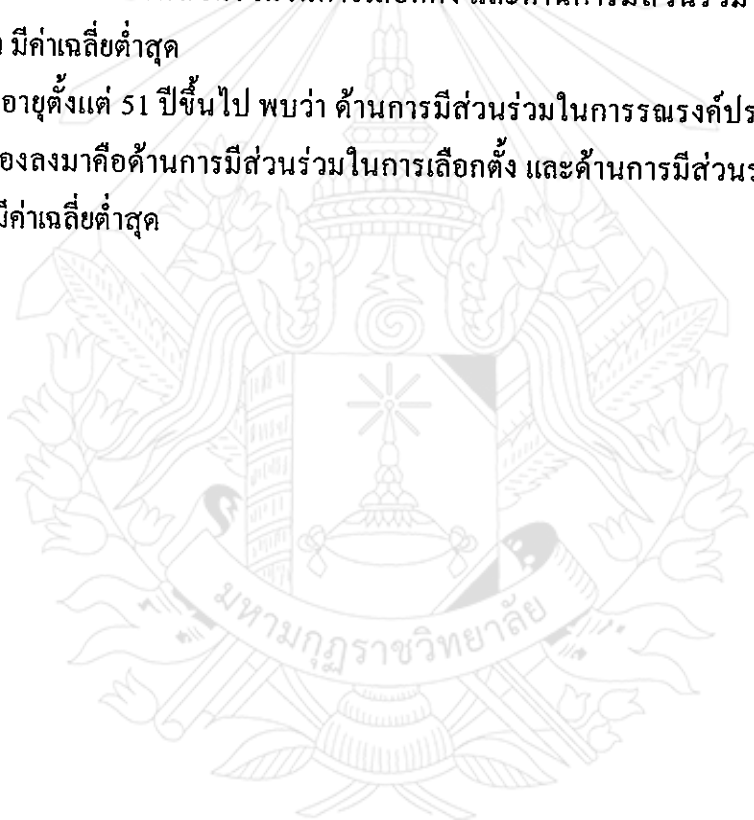 มีค่าเฉลี่ยต่ำสุด
อายุตั้งแต่ 51 ปีขึ้นไป พบว่า ด้านการมีส่วนร่วมในการรณรงค์ประ
องลงมาคือด้านการมีส่วนร่วมในการเลือกตั้ง และด้านการมีส่วนร
มีค่าเฉลี่ยต่ำสุด
มหามกุฏราชวิทยาลัย